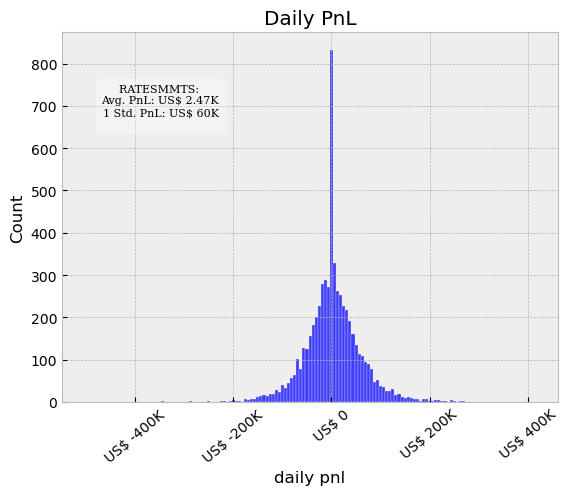 Daily PnL
RATESMMTS:
Avg. PnL: US$ 2.47K
1 Std. PnL: US$ 60K
Count
800
700
600
500
400
300
200
100
0
US$ -400K
US$ -200K
US$ 0
US$ 200K
US$ 400K
daily pnl